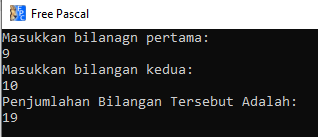 Free Pascal
Masukkan bilanagn pertama:
9
Masukkan bilangan kedua:
10
Penjumlahan Bilangan Tersebut Adalah:
19